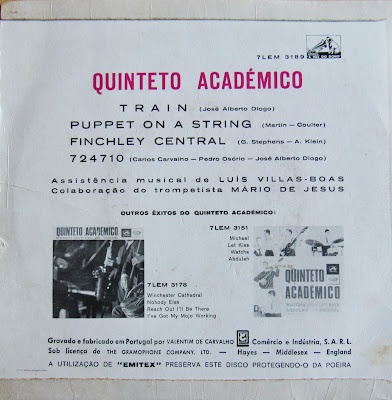 7LEM 3189
QUINTETO ACADÉMICO
TRAIN (José Alberto Diogo)
PUPPET ON A STRING (Martin – Coulter)
FINCHLEY CENTRAL (G. Stephens – A. Klein)
724710 (Carlos Carvalho – Pedro Osório – José Alberto Diogo)
Assistência musical de LUÍS VILLAS-BOAS
Colaboração do trompetista MÁRIO DE JESUS
OUTROS ÊXITOS DO QUINTETO ACADÉMICO:
QUINTETO ACADEMICO
7LEM 3178
Winchester Cathedral
Nobody Else
Reach Out I'll Be There
I've Got My Mojo Working
7LEM 3151
Michael
Let Kiss
Watcha
Abdulah
QUINTETO
ACADÉMICO
Gravado e fabricado em Portugal por VALENTIM DE CARVALHO Comércio e Indústria, S. A. R. L.
Sob licença de THE GRAMOPHONE COMPANY, LTD. — Hayes – Middlesex – England
A UTILIZAÇÃO DE "EMITEX" PRESERVA ESTE DISCO PROTEGENDO-O DA POEIRA